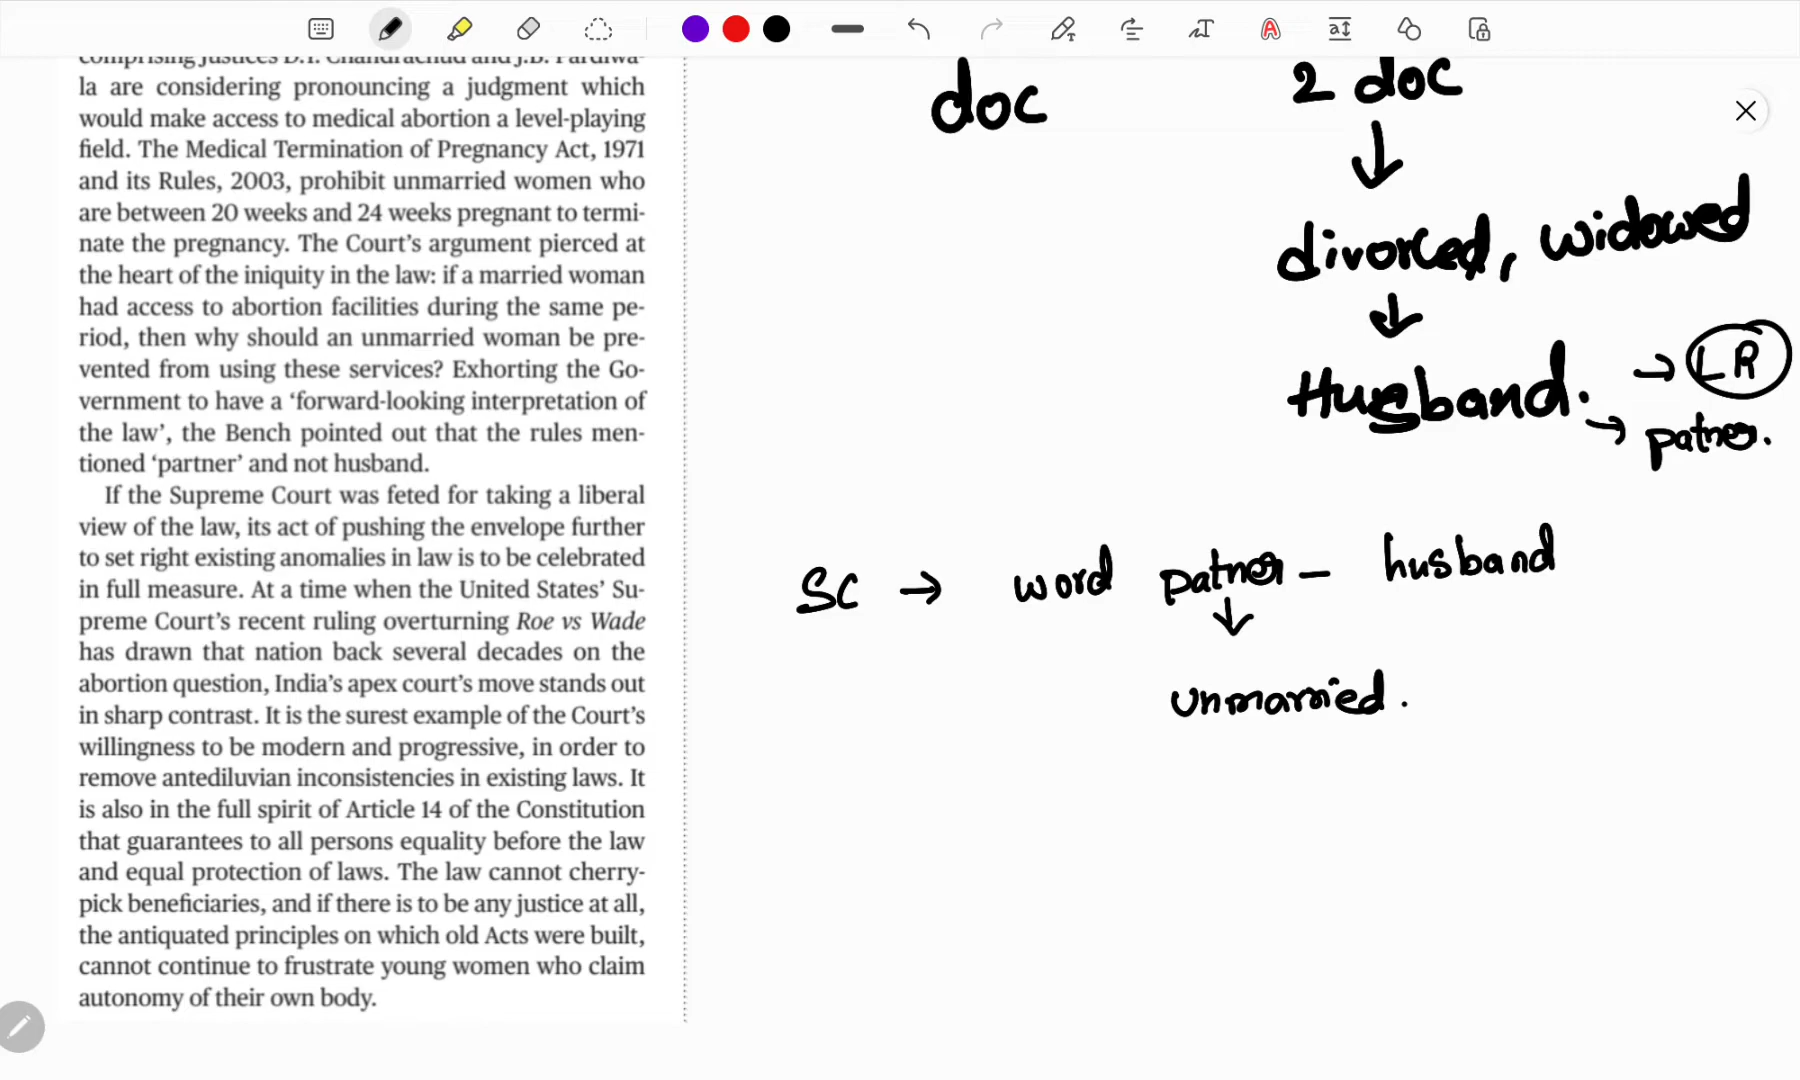 comprising Justices D.Y. Chandrachud and J.B. Pardiwa-
la are considering pronouncing a judgment which
would make access to medical abortion a level-playing
field. The Medical Termination of Pregnancy Act, 1971
and its Rules, 2003, prohibit unmarried women who
are between 20 weeks and 24 weeks pregnant to termi-
nate the pregnancy. The Court’s argument pierced at
the heart of the iniquity in the law: if a married woman
had access to abortion facilities during the same pe-
riod, then why should an unmarried woman be pre-
vented from using these services? Exhorting the Go-
vernment to have a ‘forward-looking interpretation of
the law’, the Bench pointed out that the rules men-
tioned ‘partner’ and not husband.
If the Supreme Court was feted for taking a liberal
view of the law, its act of pushing the envelope further
to set right existing anomalies in law is to be celebrated
in full measure. At a time when the United States’ Su-
preme Court’s recent ruling overturning Roe vs Wade
has drawn that nation back several decades on the
abortion question, India’s apex court’s move stands out
in sharp contrast. It is the surest example of the Court’s
willingness to be modern and progressive, in order to
remove antediluvian inconsistencies in existing laws. It
is also in the full spirit of Article 14 of the Constitution
that guarantees to all persons equality before the law
and equal protection of laws. The law cannot cherry-
pick beneficiaries, and if there is to be any justice at all,
the antiquated principles on which old Acts were built,
cannot continue to frustrate young women who claim
autonomy of their own body.
doc
2 doc
↓
divorced, widowed
↓
Husband. → LR
→ patner.
SC → word patner – husband
↓
unmarried.